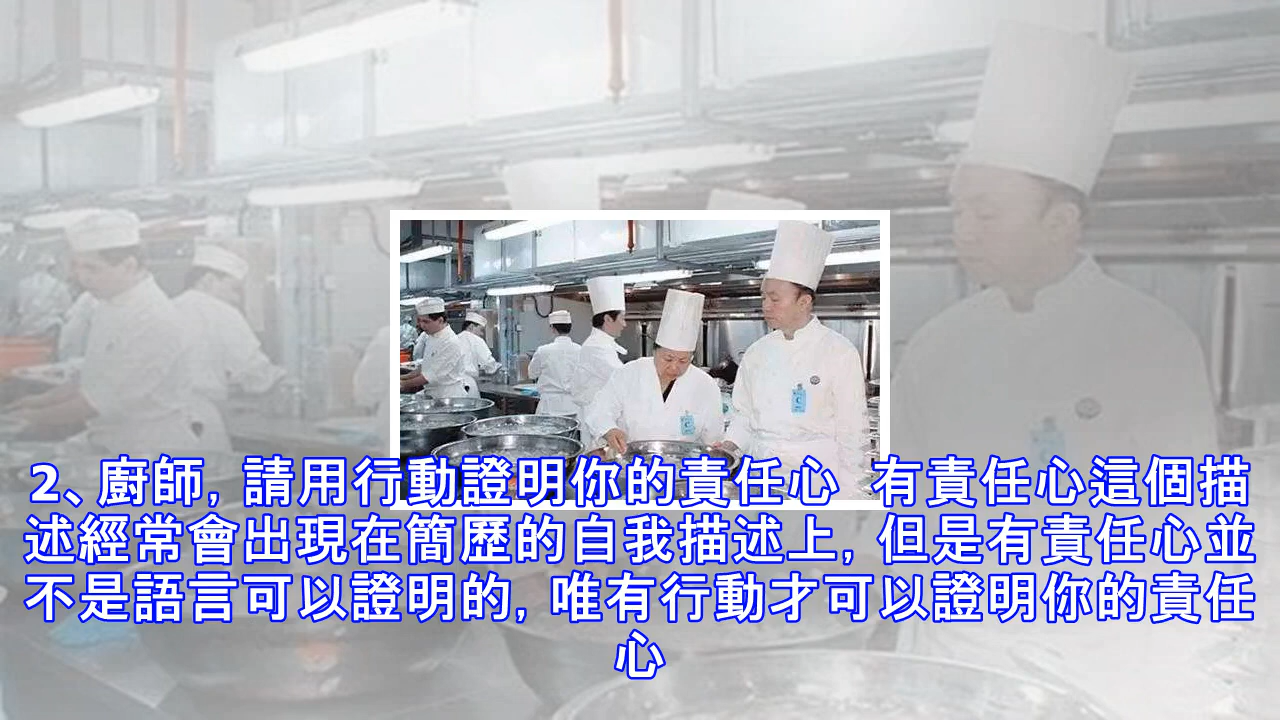 2、廚師, 請用行動證明你的責任心 有責任心這個描
述經常會出現在簡歷的自我描述上, 但是有責任心並
不是語言可以證明的, 唯有行動才可以證明你的責任
心
C
C